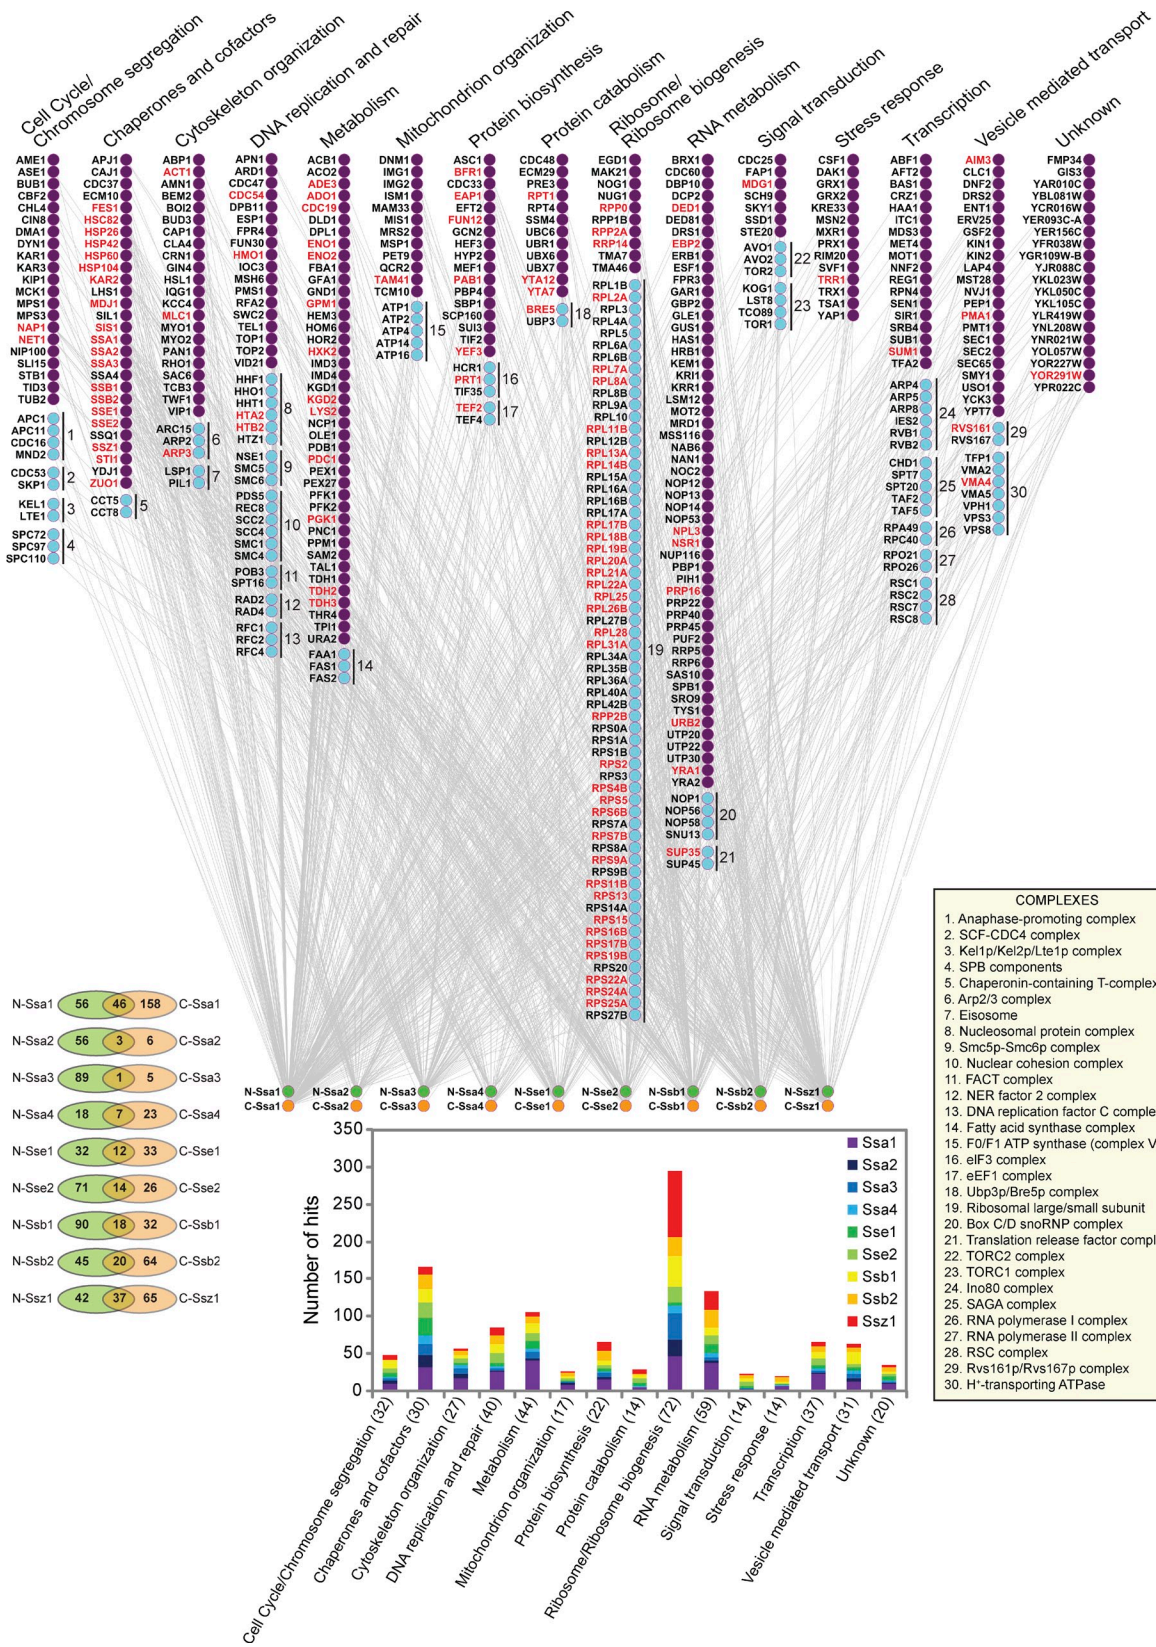 Cell Cycle/
Chromosome segregation
Chaperones and cofactors
Cytoskeleton organization
DNA replication and repair
Metabolism
Mitochondrion organization
Protein biosynthesis
Protein catabolism
Ribosome/
Ribosome biogenesis
RNA metabolism
Signal transduction
Stress response
Transcription
Vesicle mediated transport
Unknown
AME1
ASE1
BUB1
CBF2
CHL4
CIN8
DMA1
DYN1
KAR1
KAR3
KIP1
MCK1
MPS1
MPS3
NAP1
NET1
NIP100
SLI15
STB1
TID3
TUB2
APC1
APC11
CDC16
MND2
1
CDC53
SKP1
2
KEL1
LTE1
3
SPC72
SPC97
SPC110
4
APJ1
CAJ1
CDC37
ECM10
FES1
HSC82
HSP26
HSP42
HSP60
HSP104
KAR2
LHS1
MDJ1
SIL1
SIS1
SSA1
SSA2
SSA3
SSA4
SSB1
SSB2
SSE1
SSE2
SSQ1
SSZ1
STI1
YDJ1
ZUO1
CCT5
CCT8
5
ABP1
ACT1
AMN1
BEM2
BOI2
BUD3
CAP1
CLA4
CRN1
GIN4
HSL1
IQG1
KCC4
MLC1
MYO1
MYO2
PAN1
RHO1
SAC6
TCB3
TWF1
VIP1
ARC15
ARP2
ARP3
6
LSP1
PIL1
7
APN1
ARD1
CDC47
CDC54
DPB11
ESP1
FPR4
FUN30
HMO1
IOC3
MSH6
PMS1
RFA2
SWC2
TEL1
TOP1
TOP2
VID21
HHF1
HHO1
HHT1
HTA2
HTB2
HTZ1
8
NSE1
SMC5
SMC6
9
PDS5
REC8
SCC2
SCC4
SMC1
SMC4
10
POB3
SPT16
11
RAD2
RAD4
12
RFC1
RFC2
RFC4
13
ACB1
ACO2
ADE3
ADO1
CDC19
DLD1
DPL1
ENO1
ENO2
FBA1
GFA1
GND1
GPM1
HEM3
HOM6
HOR2
HXK2
IMD3
IMD4
KGD1
KGD2
LYS2
NCP1
OLE1
PDB1
PDC1
PEX1
PEX27
PFK1
PFK2
PGK1
PNC1
PPM1
SAM2
TAL1
TDH1
TDH2
TDH3
THR4
TPI1
URA2
FAA1
FAS1
FAS2
14
DNM1
IMG1
IMG2
ISM1
MAM33
MIS1
MRS2
MSP1
PET9
QCR2
TAM41
TCM10
ATP1
ATP2
ATP4
ATP14
ATP16
15
ASC1
BFR1
CDC33
EAP1
EFT2
FUN12
GCN2
HEF3
HYP2
MEF1
PAB1
PBP4
SBP1
SCP160
SUI3
TIF2
YEF3
HCR1
PRT1
TIF35
16
TEF2
TEF4
17
CDC48
ECM29
PRE3
RPT1
RPT4
SSM4
UBC6
UBR1
UBX6
UBX7
YTA12
YTA7
BRE5
UBP3
18
EGD1
MAK21
NOG1
NUG1
RPP0
RPP1B
RPP2A
RRP14
TMA7
TMA46
RPL1B
RPL2A
RPL3
RPL4A
RPL5
RPL6A
RPL6B
RPL7A
RPL8A
RPL8B
RPL9A
RPL10
RPL11B
RPL12B
RPL13A
RPL14B
RPL15A
RPL16A
RPL16B
RPL17A
RPL17B
RPL18B
RPL19B
RPL20A
RPL21A
RPL22A
RPL25
RPL26B
RPL27B
RPL28
RPL31A
RPL34A
RPL35B
RPL36A
RPL40A
RPL42B
RPP2B
RPS0A
RPS1A
RPS1B
RPS2
RPS3
RPS4B
RPS5
RPS6B
RPS7A
RPS7B
RPS8A
RPS9A
RPS9B
RPS11B
RPS13
RPS14A
RPS15
RPS16B
RPS17B
RPS19B
RPS20
RPS22A
RPS24A
RPS25A
RPS27B
19
BRX1
CDC60
DBP10
DCP2
DED1
DED81
DRS1
EBP2
ERB1
ESF1
FPR3
GAR1
GBP2
GLE1
GUS1
HAS1
HRB1
KEM1
KRI1
KRR1
LSM12
MOT2
MRD1
MSS116
NAB6
NAN1
NOC2
NOP12
NOP13
NOP14
NOP53
NPL3
NSR1
NUP116
PBP1
PIH1
PRP16
PRP22
PRP40
PRP45
PUF2
RRP5
RRP6
SAS10
SPB1
SRO9
TYS1
URB2
UTP20
UTP22
UTP30
YRA1
YRA2
NOP1
NOP56
NOP58
SNU13
20
SUP35
SUP45
21
CDC25
FAP1
MDG1
SCH9
SKY1
SSD1
STE20
AVO1
AVO2
TOR2
22
KOG1
LST8
TCO89
TOR1
23
CSF1
DAK1
GRX1
GRX2
KRE33
MSN2
MXR1
PRX1
RIM20
SVF1
TRR1
TRX1
TSA1
YAP1
ABF1
AFT2
BAS1
CRZ1
HAA1
ITC1
MDS3
MET4
MOT1
NNF2
REG1
RPN4
SEN1
SIR1
SRB4
SUB1
SUM1
TFA2
ARP4
ARP5
ARP8
IES2
RVB1
RVB2
24
CHD1
SPT7
SPT20
TAF2
TAF5
25
RPA49
RPC40
26
RPO21
RPO26
27
RSC1
RSC2
RSC7
RSC8
28
AIM3
CLC1
DNF2
DRS2
ENT1
ERV25
GSF2
KIN1
KIN2
LAP4
MST28
NVJ1
PEP1
PMA1
PMT1
SEC1
SEC2
SEC65
SMY1
USO1
YCK3
YPT7
RVS161
RVS167
29
TFP1
VMA2
VMA4
VMA5
VPH1
VPS3
VPS8
30
FMP34
GIS3
YAR010C
YBL081W
YCR016W
YER093C-A
YER156C
YFR038W
YGR109W-B
YJR088C
YKL023W
YKL050C
YKL105C
YLR419W
YNL208W
YNR021W
YOL057W
YOR227W
YOR291W
YPR022C
N-Ssa1 56 46 158 C-Ssa1
N-Ssa2 56 3 6 C-Ssa2
N-Ssa3 89 1 5 C-Ssa3
N-Ssa4 18 7 23 C-Ssa4
N-Sse1 32 12 33 C-Sse1
N-Sse2 71 14 26 C-Sse2
N-Ssb1 90 18 32 C-Ssb1
N-Ssb2 45 20 64 C-Ssb2
N-Ssz1 42 37 65 C-Ssz1
N-Ssa1 N-Ssa2 N-Ssa3 N-Ssa4 N-Sse1 N-Sse2 N-Ssb1 N-Ssb2 N-Ssz1
C-Ssa1 C-Ssa2 C-Ssa3 C-Ssa4 C-Sse1 C-Sse2 C-Ssb1 C-Ssb2 C-Ssz1
COMPLEXES
1. Anaphase-promoting complex
2. SCF-CDC4 complex
3. Kel1p/Kel2p/Lte1p complex
4. SPB components
5. Chaperonin-containing T-complex
6. Arp2/3 complex
7. Eisosome
8. Nucleosomal protein complex
9. Smc5p-Smc6p complex
10. Nuclear cohesion complex
11. FACT complex
12. NER factor 2 complex
13. DNA replication factor C comple
14. Fatty acid synthase complex
15. F0/F1 ATP synthase (complex V
16. eIF3 complex
17. eEF1 complex
18. Ubp3p/Bre5p complex
19. Ribosomal large/small subunit
20. Box C/D snoRNP complex
21. Translation release factor compl
22. TORC2 complex
23. TORC1 complex
24. Ino80 complex
25. SAGA complex
26. RNA polymerase I complex
27. RNA polymerase II complex
28. RSC complex
29. Rvs161p/Rvs167p complex
30. H+-transporting ATPase
Number of hits
350
300
250
200
150
100
50
0
Ssa1
Ssa2
Ssa3
Ssa4
Sse1
Sse2
Ssb1
Ssb2
Ssz1
Cell Cycle/Chromosome segregation (32)
Chaperones and cofactors (30)
Cytoskeleton organization (27)
DNA replication and repair (40)
Metabolism (44)
Mitochondrion organization (17)
Protein biosynthesis (22)
Protein catabolism (14)
Ribosome/Ribosome biogenesis (72)
RNA metabolism (59)
Signal transduction (14)
Stress response (14)
Transcription (37)
Vesicle mediated transport (31)
Unknown (20)